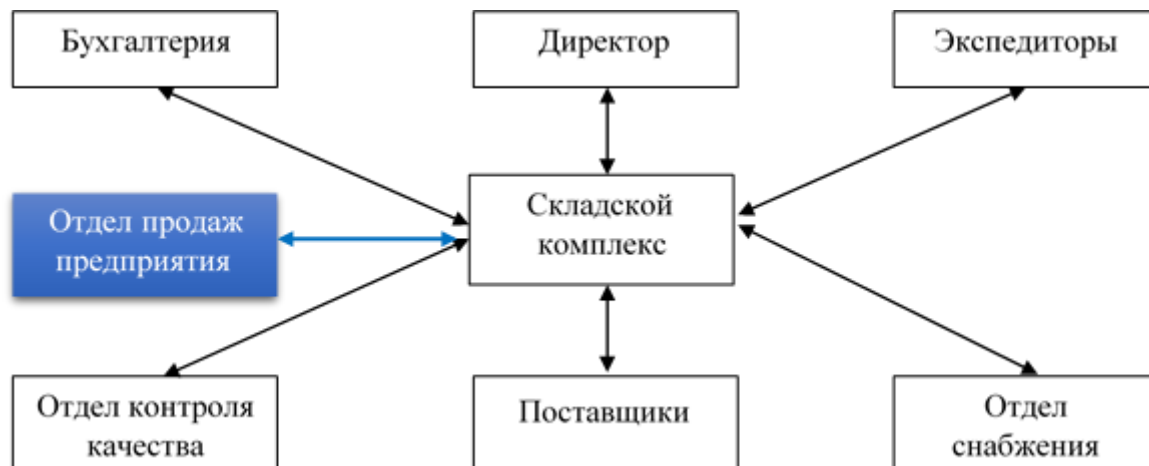 Бухгалтерия
Директор
Экспедиторы
Отдел продаж
предприятия
Складской
комплекс
Отдел контроля
качества
Поставщики
Отдел
снабжения